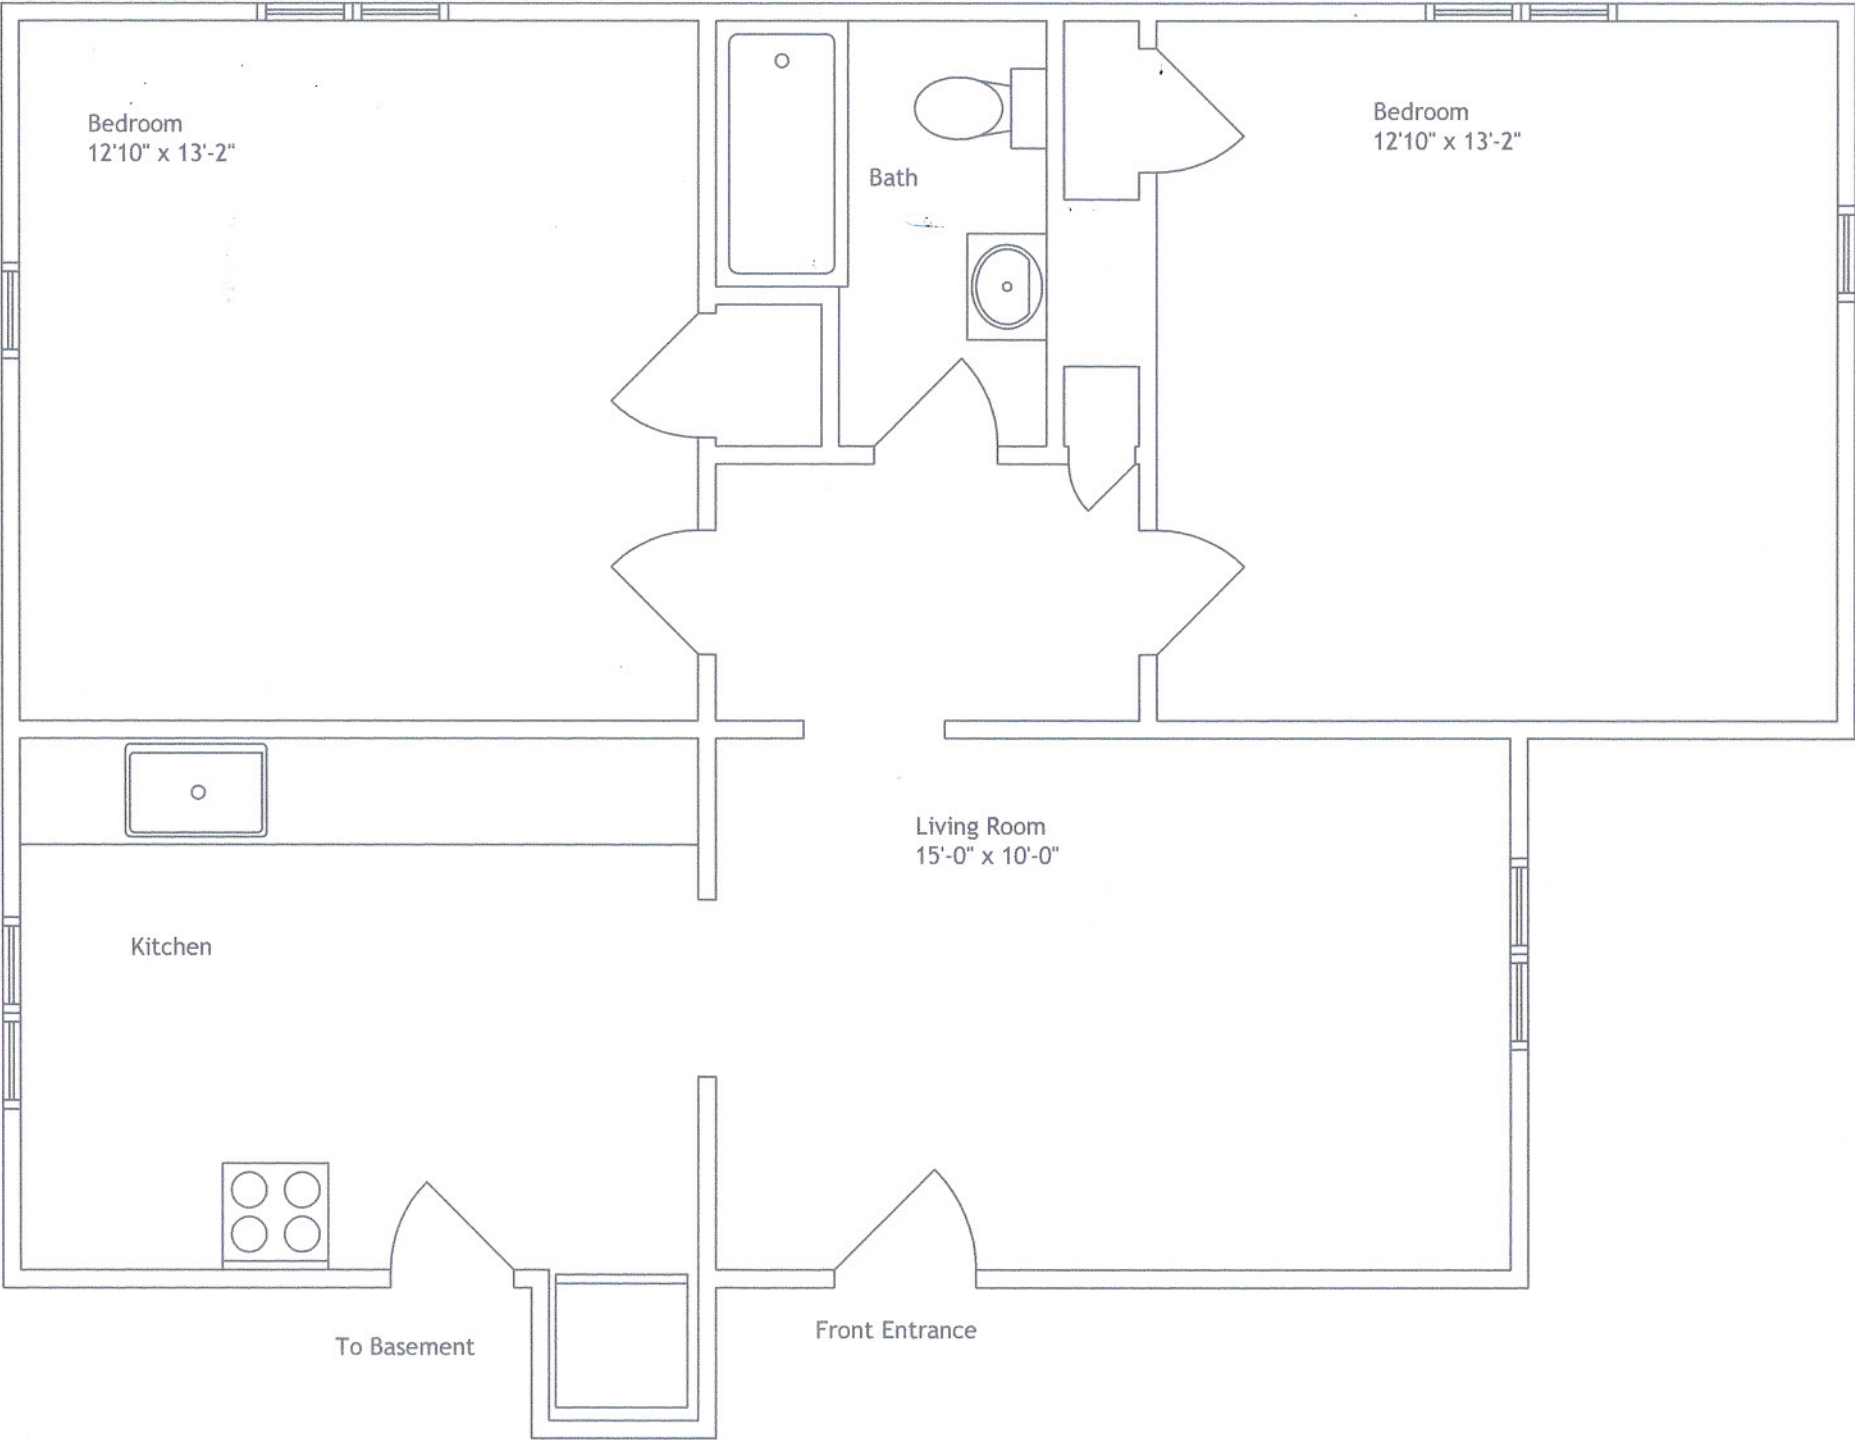 Bedroom
12'10" x 13'-2"
Bath
Bedroom
12'10" x 13'-2"
Living Room
15'-0" x 10'-0"
Kitchen
To Basement
Front Entrance